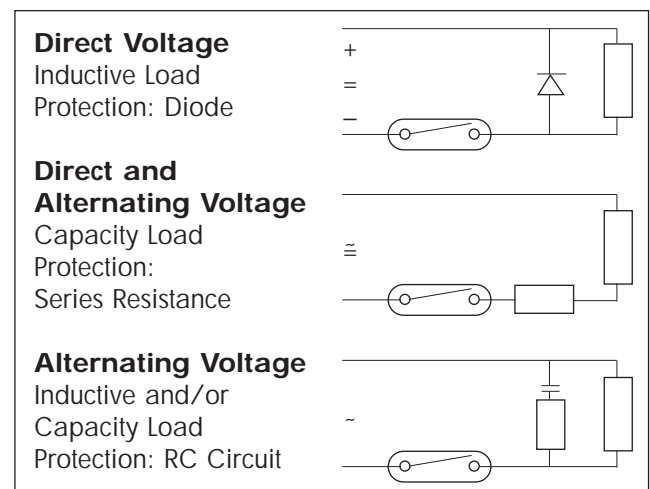 Direct Voltage
Inductive Load
Protection: Diode
+
=
−
Direct and
Alternating Voltage
Capacity Load
Protection:
Series Resistance
≅
Alternating Voltage
Inductive and/or
Capacity Load
Protection: RC Circuit
~